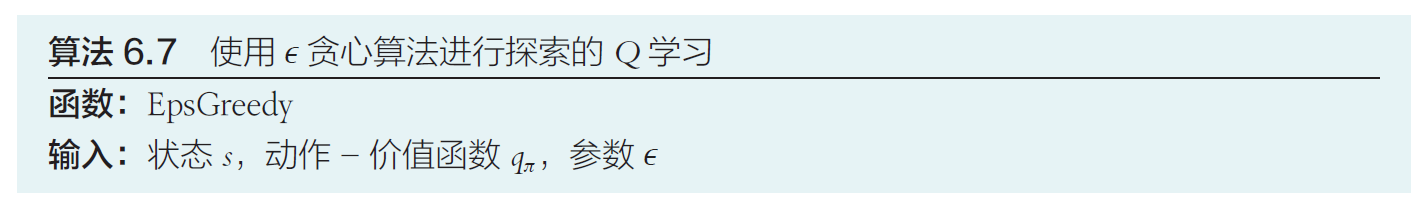 算法 6.7 使用 ϵ 贪心算法进行探索的 Q 学习
函数：EpsGreedy
输入：状态 s，动作 – 价值函数 qπ，参数 ϵ